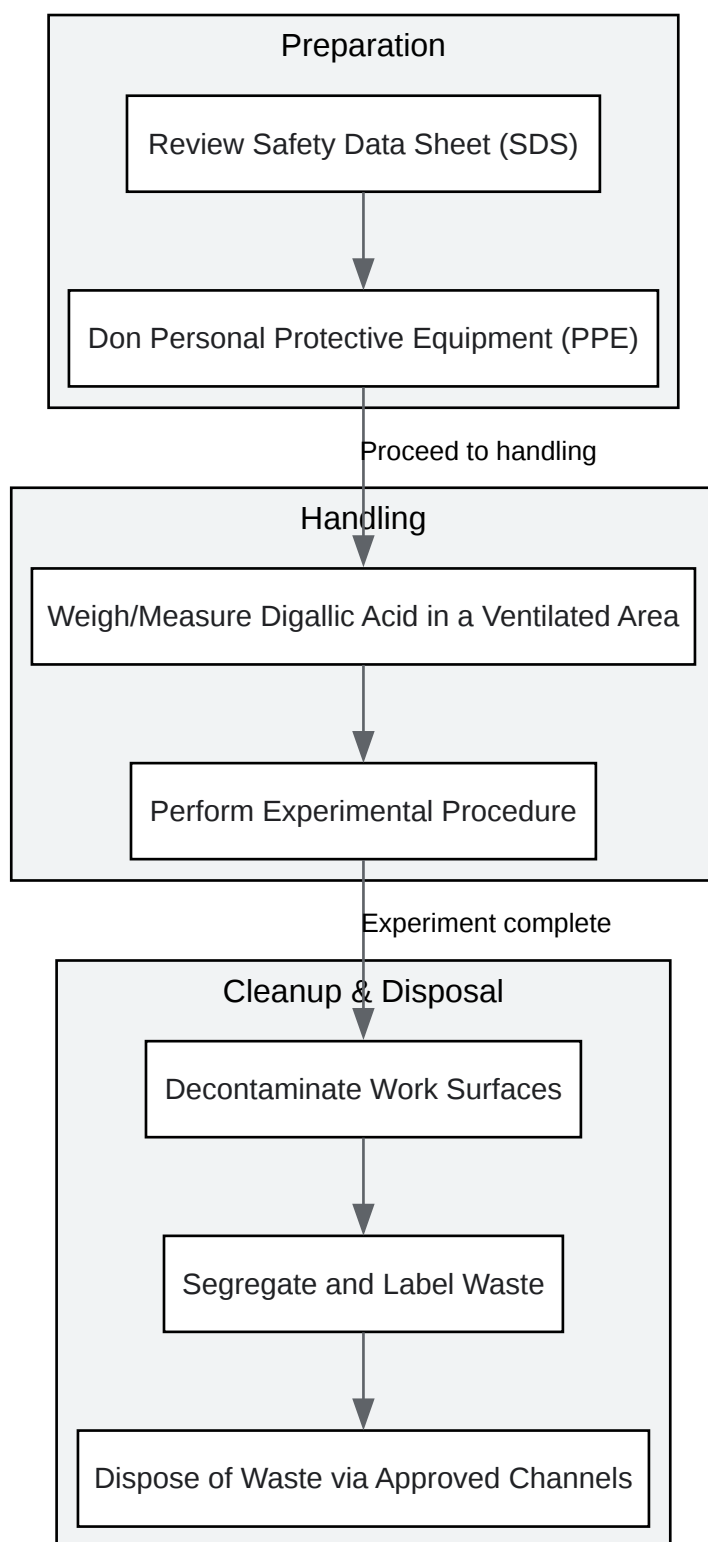 Preparation
Review Safety Data Sheet (SDS)
Don Personal Protective Equipment (PPE)
Proceed to handling
Handling
Weigh/Measure Digallic Acid in a Ventilated Area
Perform Experimental Procedure
Experiment complete
Cleanup & Disposal
Decontaminate Work Surfaces
Segregate and Label Waste
Dispose of Waste via Approved Channels